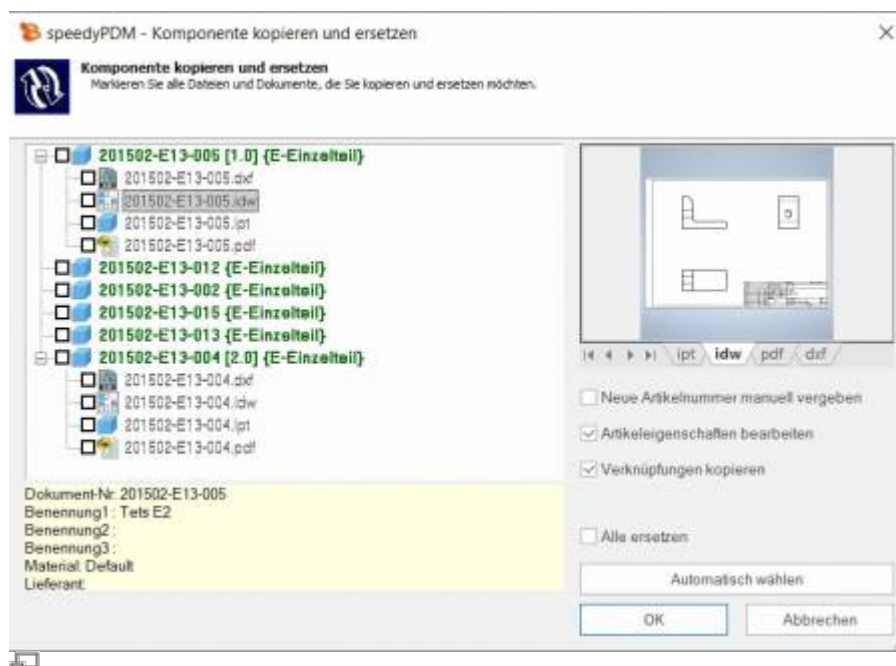 speedyPDM - Komponente kopieren und ersetzen
Komponente kopieren und ersetzen
Markieren Sie alle Dateien und Dokumente, die Sie kopieren und ersetzen möchten.
201502-E13-005 [1.0] {E-Einzelteil}
201502-E13-005.dxf
201502-E13-005.idw
201502-E13-005.ipt
201502-E13-005.pdf
201502-E13-012 {E-Einzelteil}
201502-E13-002 {E-Einzelteil}
201502-E13-015 {E-Einzelteil}
201502-E13-013 {E-Einzelteil}
201502-E13-004 [2.0] {E-Einzelteil}
201502-E13-004.dxf
201502-E13-004.idw
201502-E13-004.ipt
201502-E13-004.pdf
Dokument-Nr: 201502-E13-005
Benennung1 : Tets E2
Benennung2 :
Benennung3 :
Material: Default
Lieferant:
ipt idw pdf dxf
Neue Artikelnummer manuell vergeben
Artikeleigenschaften bearbeiten
Verknüpfungen kopieren
Alle ersetzen
Automatisch wählen
OK Abbrechen